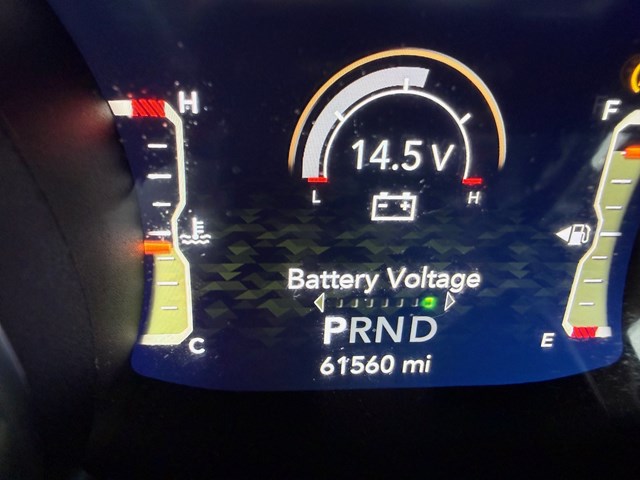 H
F
14.5 V
L
H
Battery Voltage
PRND
C
E
61560 mi